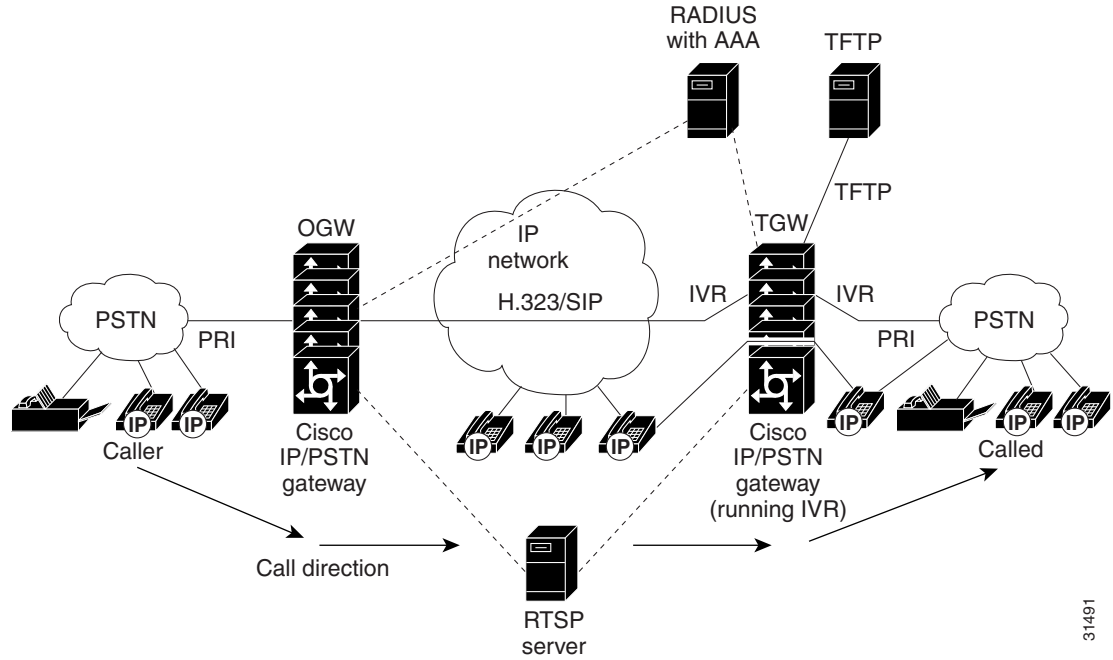 RADIUS
with AAA
TFTP
TFTP
OGW
TGW
IP
network
H.323/SIP
IVR
IVR
PSTN
PRI
PRI
PSTN
IP
IP
IP
IP
IP
IP
IP
IP
Caller
Cisco
IP/PSTN
gateway
Cisco
IP/PSTN
gateway
(running IVR)
Called
Call direction
RTSP
server
31491